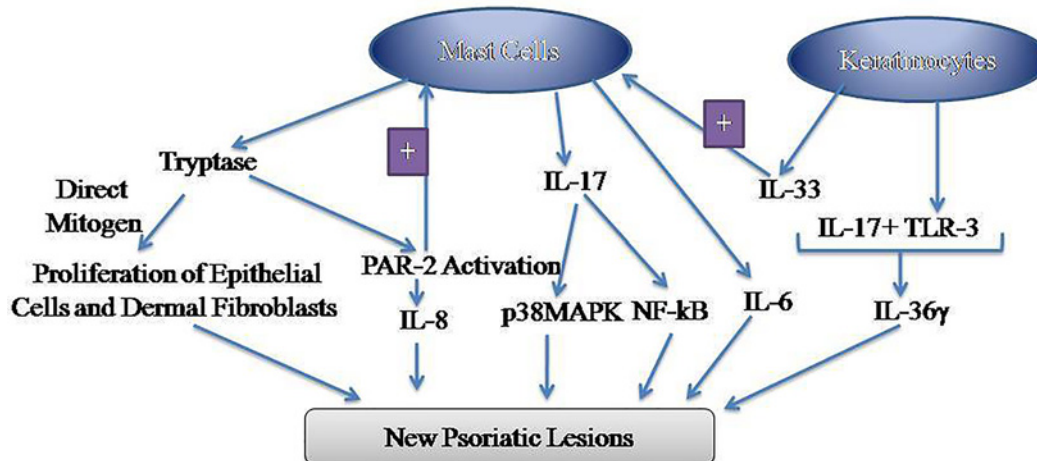 Mast Cells
Keratinocytes
+
+
Tryptase
IL-17
IL-33
Direct
Mitogen
IL-17+ TLR-3
Proliferation of Epithelial
Cells and Dermal Fibroblasts
PAR-2 Activation
IL-8
p38MAPK NF-kB
IL-6
IL-36γ
New Psoriatic Lesions